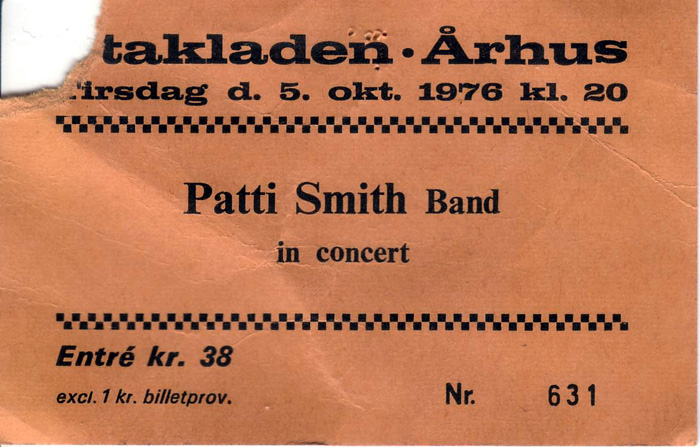 takladen · Århus
irsdag d. 5. okt. 1976 kl. 20
Patti Smith Band
in concert
Entré kr. 38
excl. 1 kr. billetprov.
Nr. 631